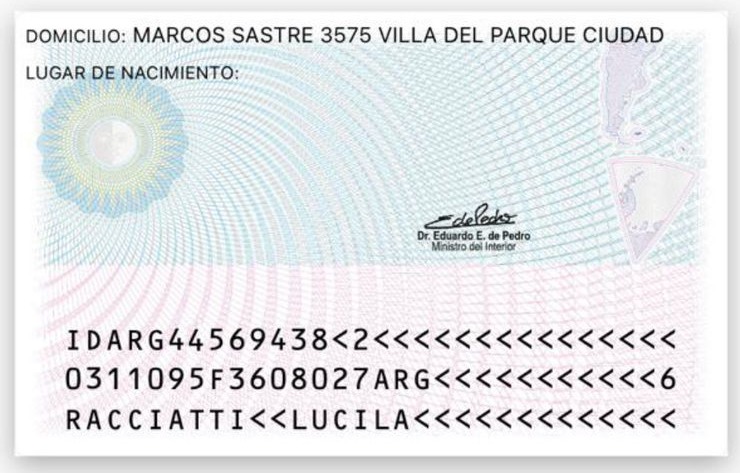 DOMICILIO: MARCOS SASTRE 3575 VILLA DEL PARQUE CIUDAD
LUGAR DE NACIMIENTO:
Dr. Eduardo E. de Pedro
Ministro del Interior
IDARG44569438<2<<<<<<<<<<<<<<<
0311095F3608027ARG<<<<<<<<<<<6
RACCIATTI<<LUCILA<<<<<<<<<<<<<